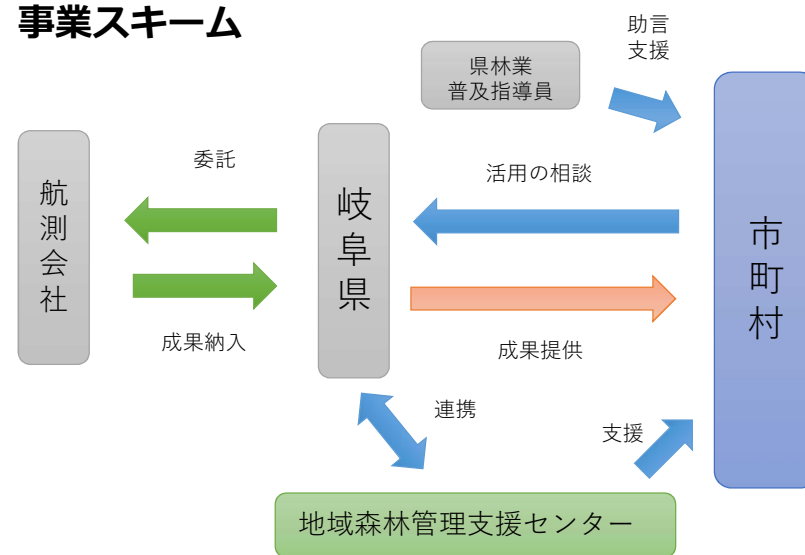 事業スキーム
助言
支援
県林業
普及指導員
委託
活用の相談
航測会社
岐阜県
市町村
成果納入
成果提供
連携
支援
地域森林管理支援センター